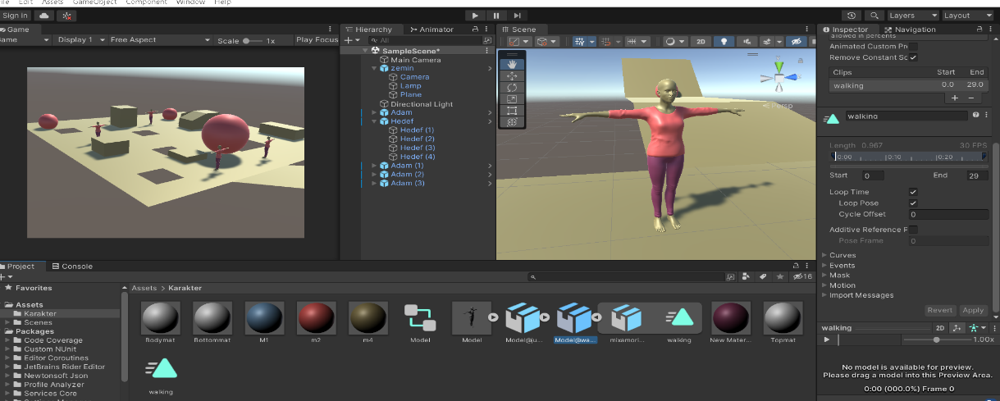 File Edit Assets GameObject Component Window Help
Sign in
Layers Layout
Game
Game Display 1 Free Aspect Scale 1x Play Focus
Hierarchy Animator
All
SampleScene*
Main Camera
zemin
Camera
Lamp
Plane
Directional Light
Adam
Hedef
Hedef (1)
Hedef (2)
Hedef (3)
Hedef (4)
Adam (1)
Adam (2)
Adam (3)
Scene
2D
Persp
Inspector Navigation
allowed in percents
Animated Custom Pr
Remove Constant Sc
Clips Start End
walking 0.0 29.0
+ −
walking
Length 0.967 30 FPS
0:00 0:10 0:20
Start 0 End 29
Loop Time
Loop Pose
Cycle Offset 0
Additive Reference P
Pose Frame 0
Curves
Events
Mask
Motion
Import Messages
Revert Apply
walking 2D
1.00x
No model is available for preview.
Please drag a model into this Preview Area.
0:00 (000.0%) Frame 0
Project Console
16
Favorites
Assets
Karakter
Scenes
Packages
Code Coverage
Custom NUnit
Editor Coroutines
JetBrains Rider Editor
Newtonsoft Json
Profile Analyzer
Services Core
Assets > Karakter
Bodymat Bottommat M1 m2 m4 Model Model Model@ju... Model@wa... mixamori... walking New Mater... Topmat
walking